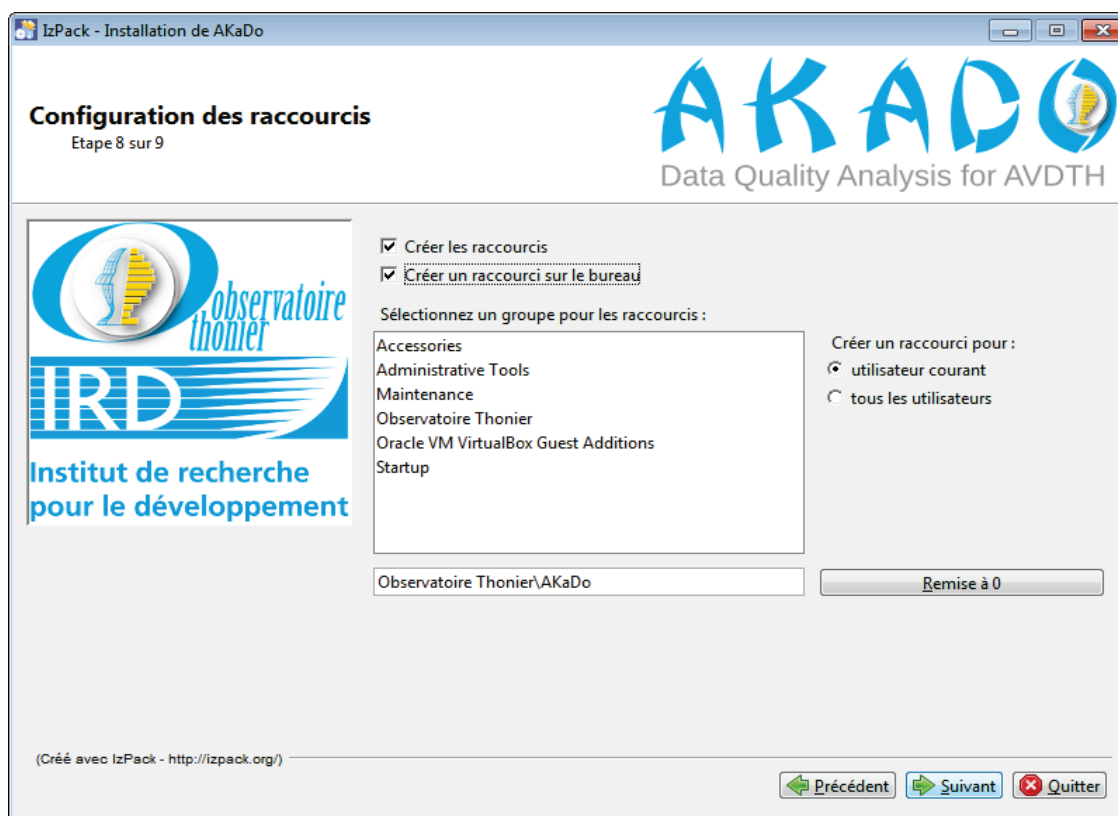 IzPack - Installation de AKaDo
AKADO
Configuration des raccourcis
Etape 8 sur 9
Data Quality Analysis for AVDTH
observatoire
thonier
IRD
Institut de recherche
pour le développement
Créer les raccourcis
Créer un raccourci sur le bureau
Sélectionnez un groupe pour les raccourcis :
Accessories
Administrative Tools
Maintenance
Observatoire Thonier
Oracle VM VirtualBox Guest Additions
Startup
Créer un raccourci pour :
utilisateur courant
tous les utilisateurs
Observatoire Thonier\AKaDo
Remise à 0
(Créé avec IzPack - http://izpack.org/)
Précédent
Suivant
Quitter